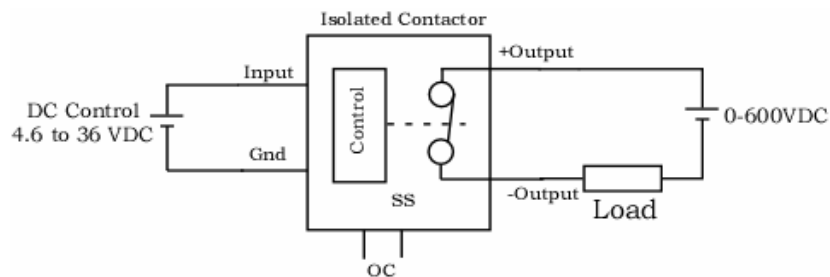 Isolated Contactor
+Output
Input
DC Control
4.6 to 36 VDC
Control
0-600VDC
Gnd
SS
-Output
Load
OC